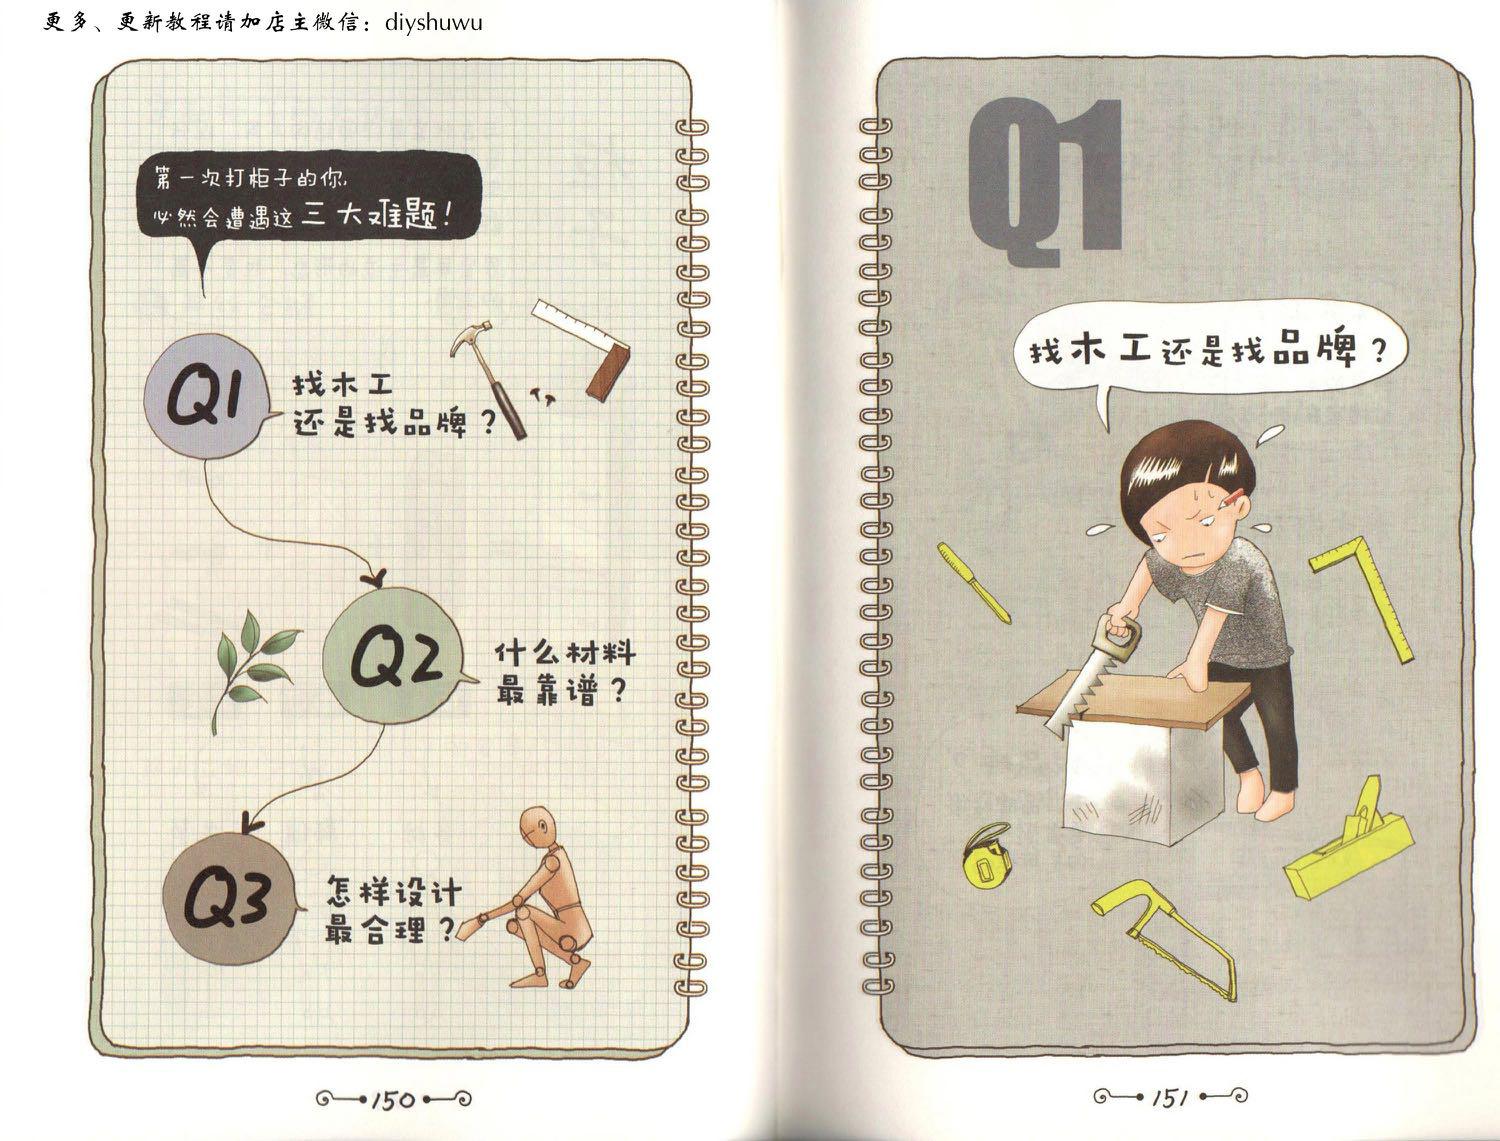 更多、更新教程请加店主微信：diyshuwu
第一次打柜子的你,
必然会遭遇这三大难题！
Q1
找木工
还是找品牌？
Q2
什么材料
最靠谱？
Q3
怎样设计
最合理？
150
Q1
找木工还是找品牌？
151